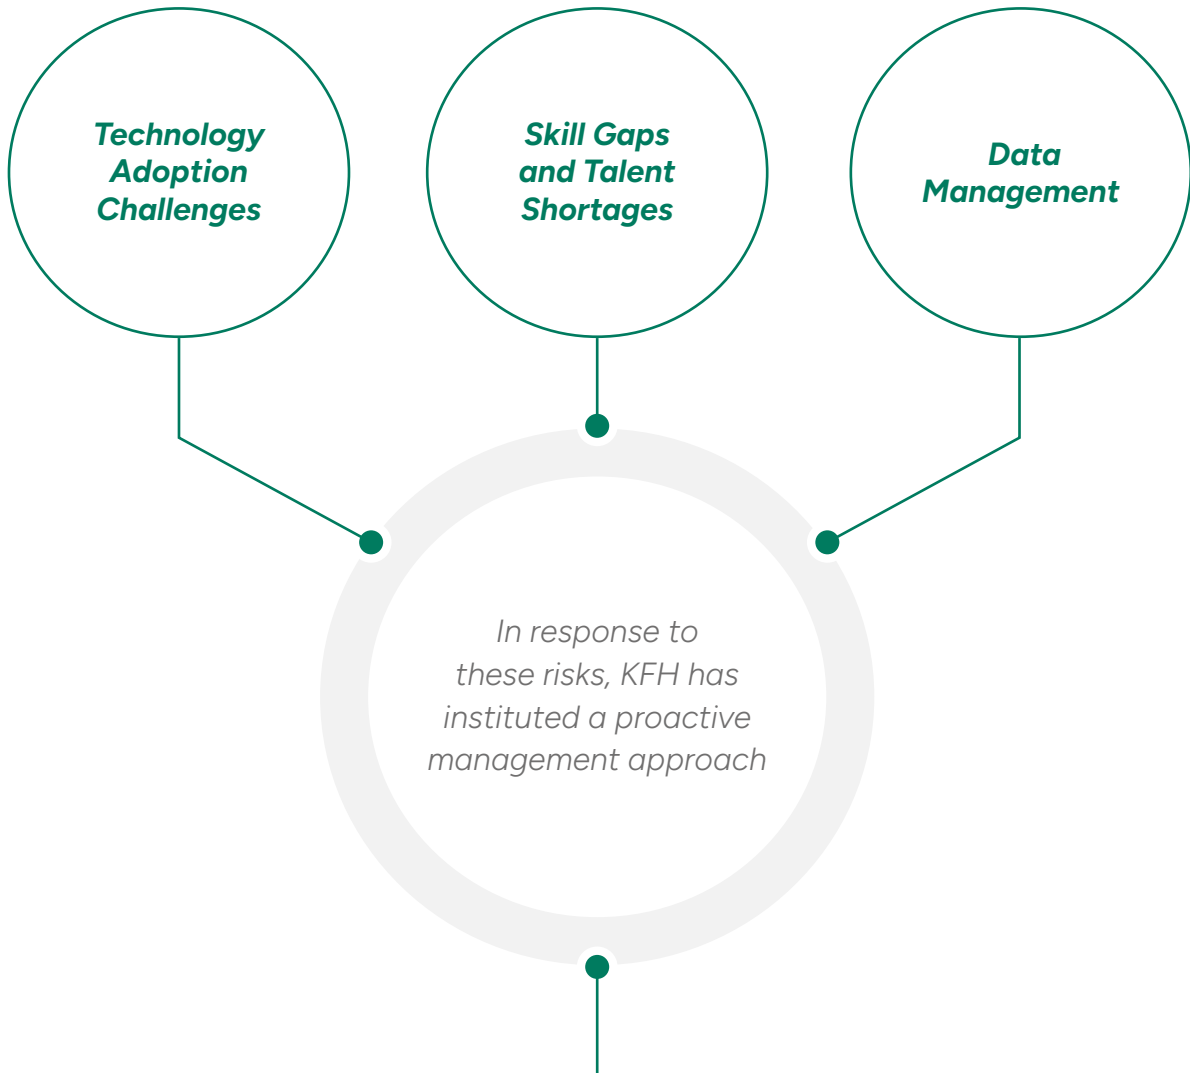 Technology
Adoption
Challenges
Skill Gaps
and Talent
Shortages
Data
Management
In response to
these risks, KFH has
instituted a proactive
management approach